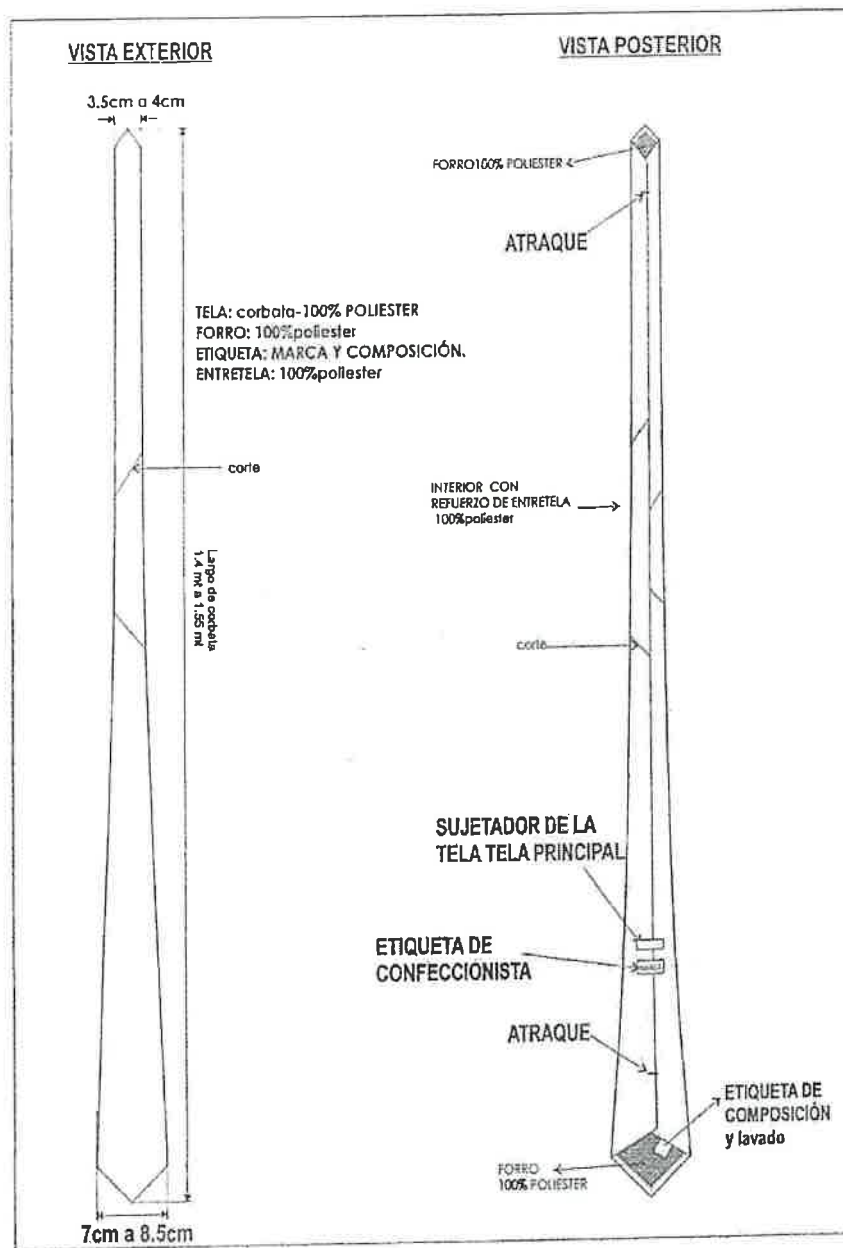 VISTA EXTERIOR
3.5cm a 4cm
TELA: corbata-100% POLIESTER
FORRO: 100%poliester
ETIQUETA: MARCA Y COMPOSICIÓN.
ENTRETELA: 100%poliester
corte
Largo de corbata
1.4 mt a 1.55 mt
7cm a 8.5cm
VISTA POSTERIOR
FORRO100% POLIESTER
ATRAQUE
INTERIOR CON
REFUERZO DE ENTRETELA
100%poliester
corte
SUJETADOR DE LA
TELA TELA PRINCIPAL
ETIQUETA DE
CONFECCIONISTA
ATRAQUE
ETIQUETA DE
COMPOSICIÓN
y lavado
FORRO
100% POLIESTER